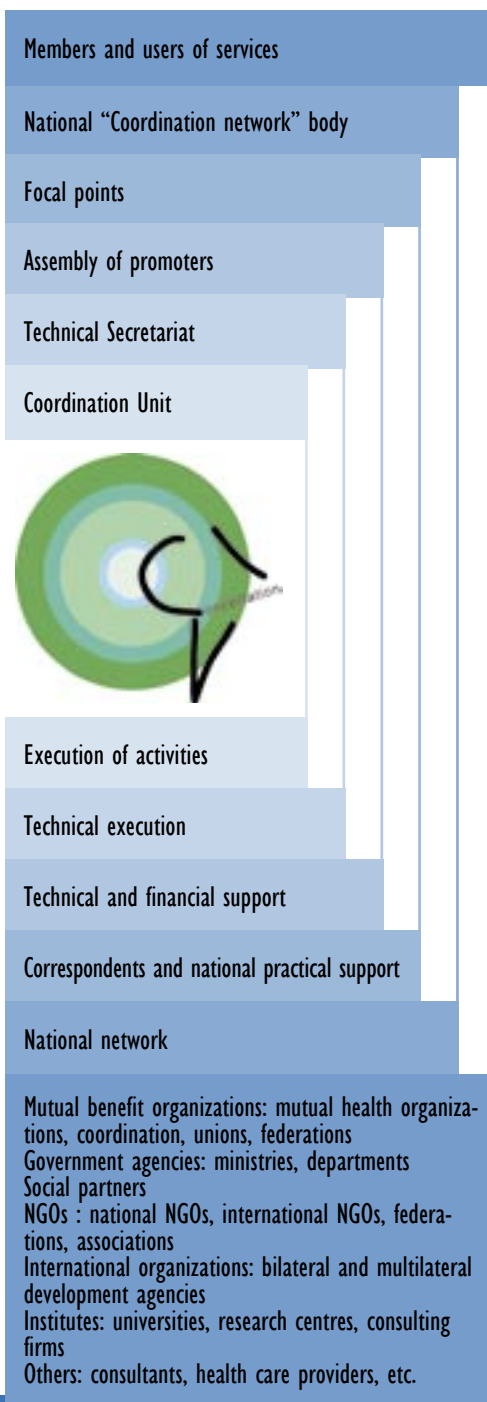 Members and users of services
National “Coordination network” body
Focal points
Assembly of promoters
Technical Secretariat
Coordination Unit
Execution of activities
Technical execution
Technical and financial support
Correspondents and national practical support
National network
Mutual benefit organizations: mutual health organiza-
tions, coordination, unions, federations
Government agencies: ministries, departments
Social partners
NGOs : national NGOs, international NGOs, federa-
tions, associations
International organizations: bilateral and multilateral
development agencies
Institutes: universities, research centres, consulting
firms
Others: consultants, health care providers, etc.